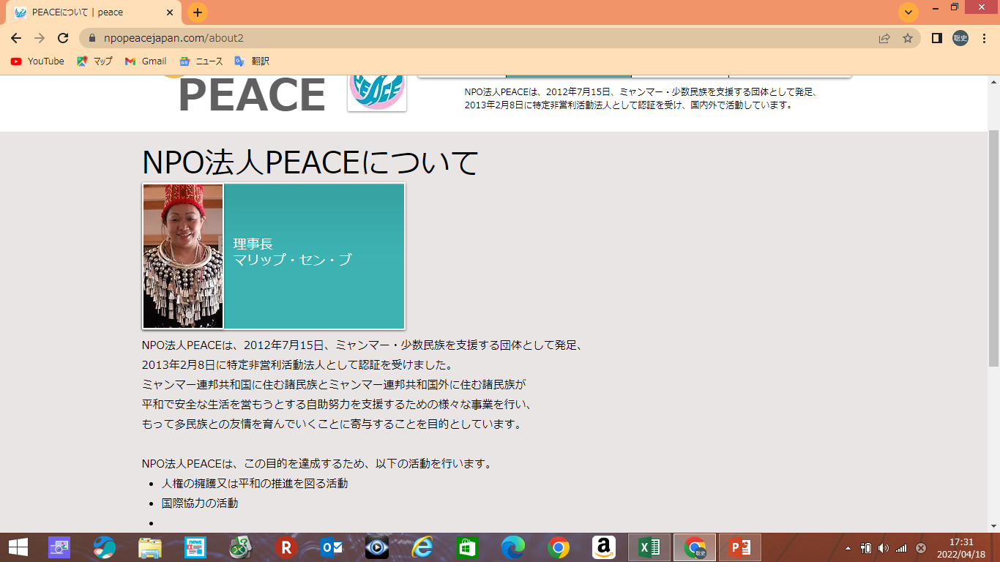 PEACEについて | peace
npopeacejapan.com/about2
聡史
YouTube
マップ
Gmail
ニュース
翻訳
PEACE
PEACE
NPO法人PEACEは、2012年7月15日、ミャンマー・少数民族を支援する団体として発足、
2013年2月8日に特定非営利活動法人として認証を受け、国内外で活動しています。
NPO法人PEACEについて
理事長
マリップ・セン・ブ
NPO法人PEACEは、2012年7月15日、ミャンマー・少数民族を支援する団体として発足、
2013年2月8日に特定非営利活動法人として認証を受けました。
ミャンマー連邦共和国に住む諸民族とミャンマー連邦共和国外に住む諸民族が
平和で安全な生活を営もうとする自助努力を支援するための様々な事業を行い、
もって多民族との友情を育んでいくことに寄与することを目的としています。
NPO法人PEACEは、この目的を達成するため、以下の活動を行います。
• 人権の擁護又は平和の推進を図る活動
• 国際協力の活動
•
news
R
a
聡史
17:31
2022/04/18